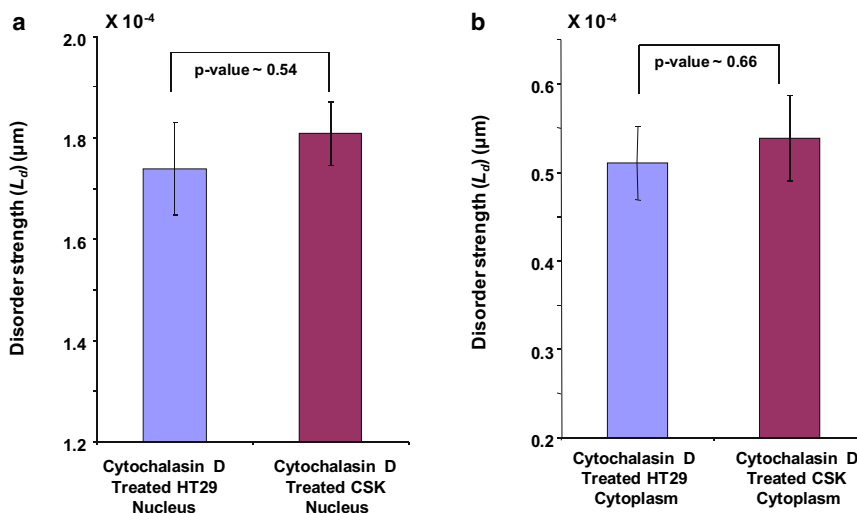 a
X 10-4
Disorder strength (Ld) (µm)
2.0
1.8
1.6
1.4
1.2
p-value ~ 0.54
Cytochalasin D
Treated HT29
Nucleus
Cytochalasin D
Treated CSK
Nucleus
b
X 10-4
Disorder strength (Ld) (µm)
0.6
0.5
0.4
0.3
0.2
p-value ~ 0.66
Cytochalasin D
Treated HT29
Cytoplasm
Cytochalasin D
Treated CSK
Cytoplasm